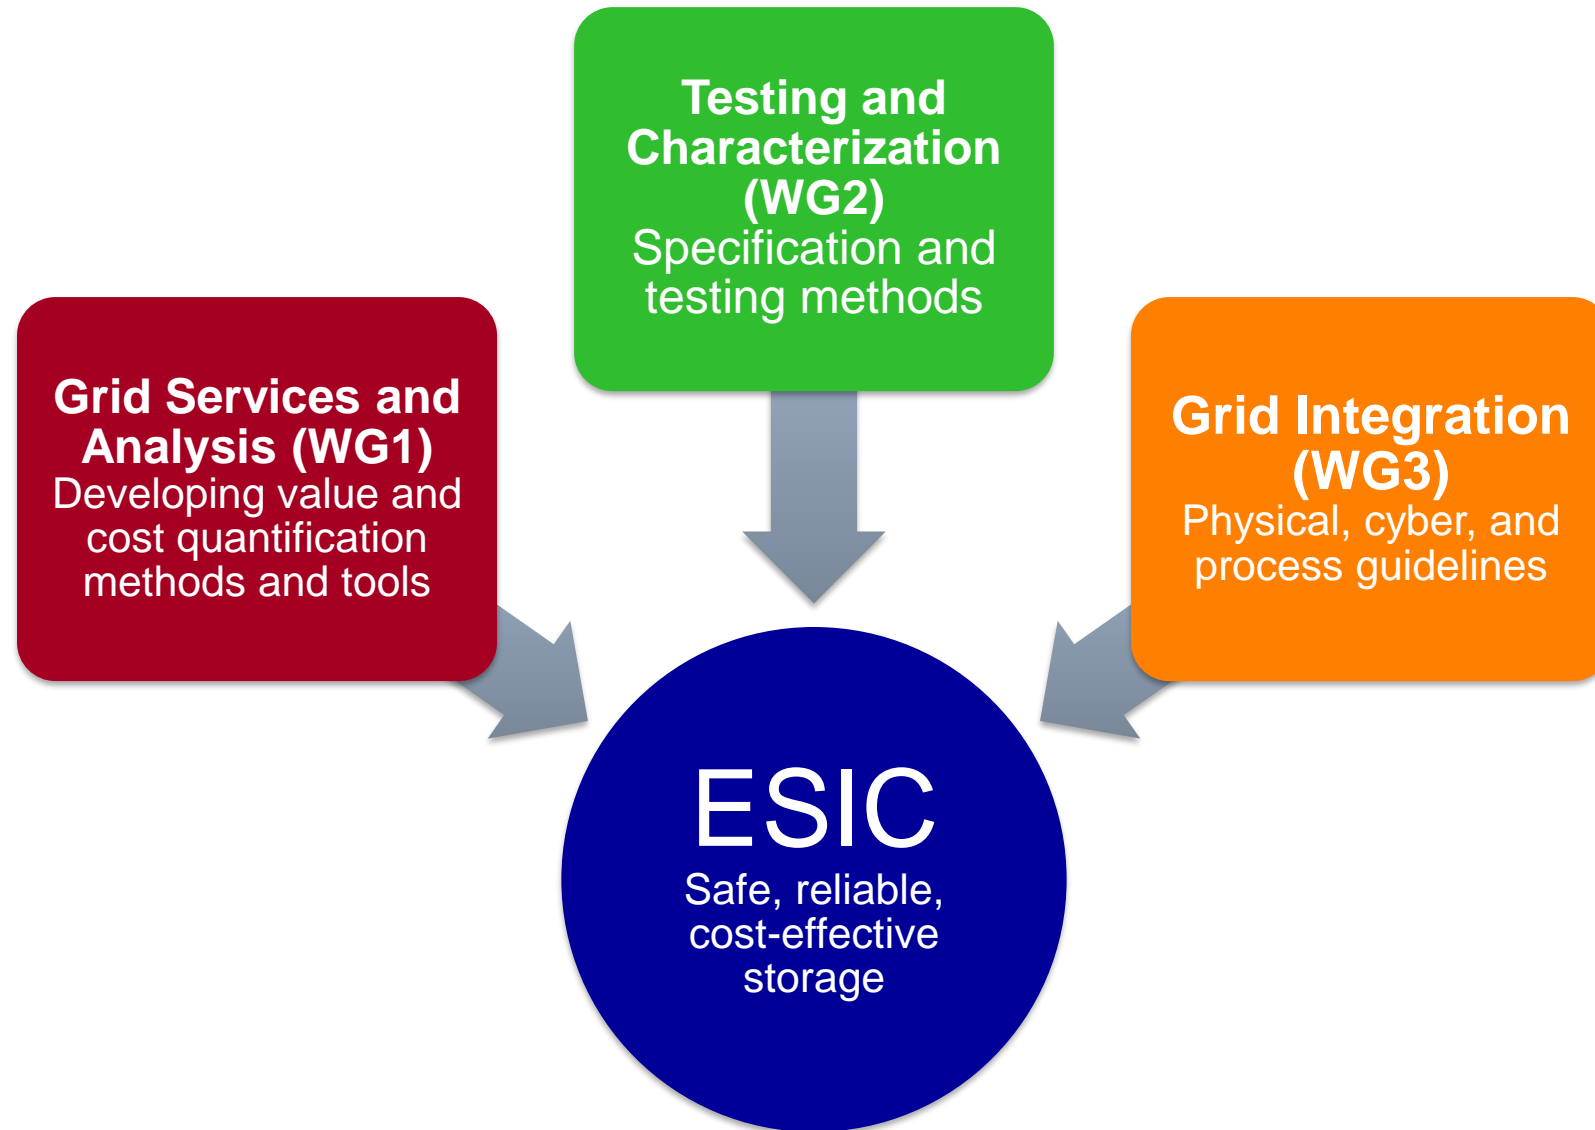 Testing and
Characterization
(WG2)
Specification and
testing methods
Grid Services and
Analysis (WG1)
Developing value and
cost quantification
methods and tools
Grid Integration
(WG3)
Physical, cyber, and
process guidelines
ESIC
Safe, reliable,
cost-effective
storage